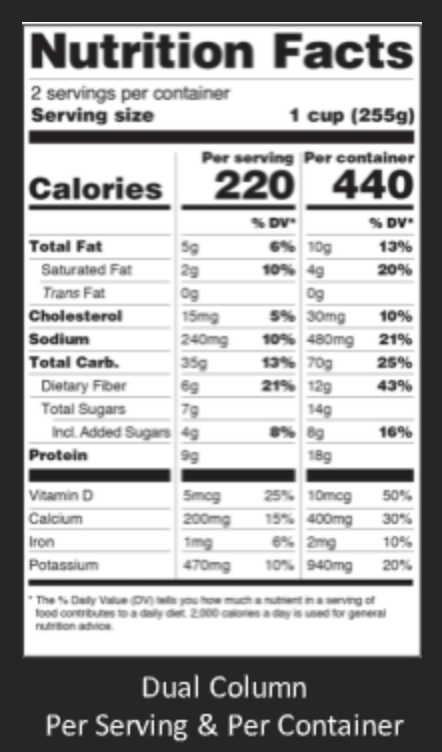 Nutrition Facts
2 servings per container
Serving size 1 cup (255g)
Per serving Per container
Calories 220 440
% DV* % DV*
Total Fat 5g 6% 10g 13%
Saturated Fat 2g 10% 4g 20%
Trans Fat 0g 0g
Cholesterol 15mg 5% 30mg 10%
Sodium 240mg 10% 480mg 21%
Total Carb. 35g 13% 70g 25%
Dietary Fiber 6g 21% 12g 43%
Total Sugars 7g 14g
Incl. Added Sugars 4g 8% 8g 16%
Protein 9g 18g
Vitamin D 5mcg 25% 10mcg 50%
Calcium 200mg 15% 400mg 30%
Iron 1mg 6% 2mg 10%
Potassium 470mg 10% 940mg 20%
* The % Daily Value (DV) tells you how much a nutrient in a serving of
food contributes to a daily diet. 2,000 calories a day is used for general
nutrition advice.
Dual Column
Per Serving & Per Container